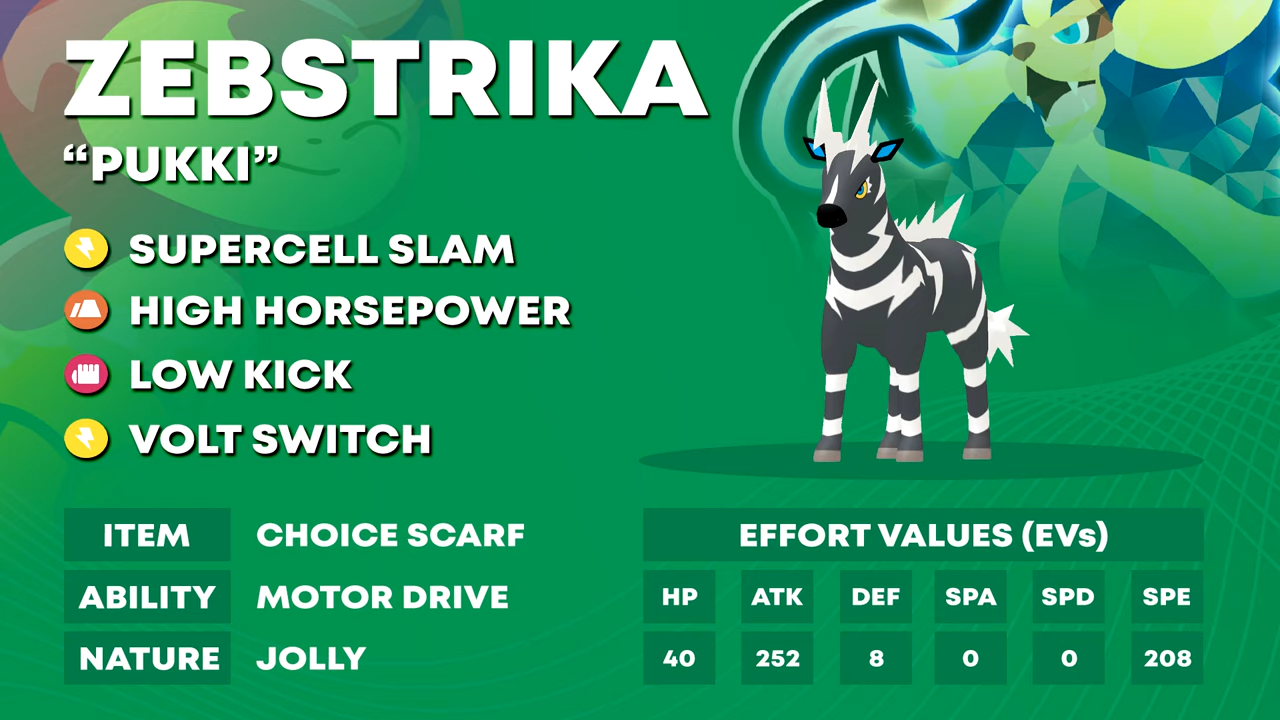 ZEBSTRIKA
“PUKKI”
SUPERCELL SLAM
HIGH HORSEPOWER
LOW KICK
VOLT SWITCH
ITEM CHOICE SCARF
ABILITY MOTOR DRIVE
NATURE JOLLY
EFFORT VALUES (EVs)
HP ATK DEF SPA SPD SPE
40 252 8 0 0 208